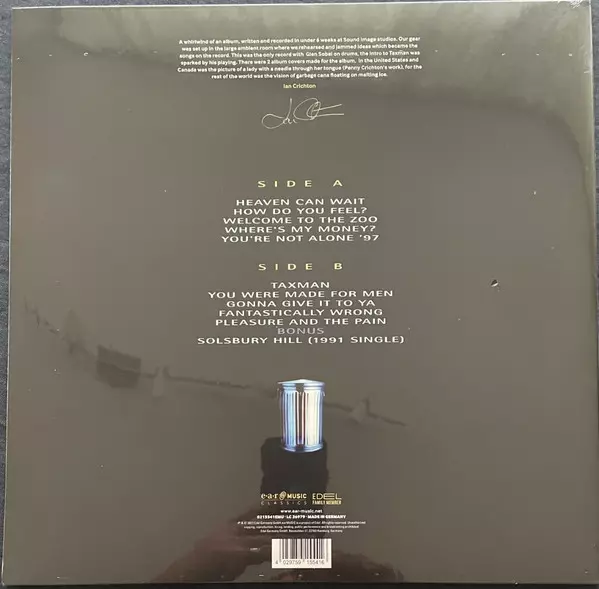 A whirlwind of an album, written and recorded in under 6 weeks at Sound Image studios. Our gear
was set up in the large ambient room where we rehearsed and jammed ideas which became the
songs on the record. This was the only record with Glen Sobel on drums, the intro to Taxman was
sparked by his playing. There were 2 album covers made for the album, in the United States and
Canada was the picture of a lady with a needle through her tongue (Penny Crichton's work), for the
rest of the world was the vision of garbage cans floating on melting ice.
Ian Crichton
SIDE A
HEAVEN CAN WAIT
HOW DO YOU FEEL?
WELCOME TO THE ZOO
WHERE'S MY MONEY?
YOU'RE NOT ALONE '97
SIDE B
TAXMAN
YOU WERE MADE FOR MEN
GONNA GIVE IT TO YA
FANTASTICALLY WRONG
PLEASURE AND THE PAIN
BONUS
SOLSBURY HILL (1991 SINGLE)
e·a·r MUSIC EDEL
CLASSICS FAMILY MEMBER
www.ear-music.net
0219541EMU · LC 30979 · MADE IN GERMANY
4 029759 195416